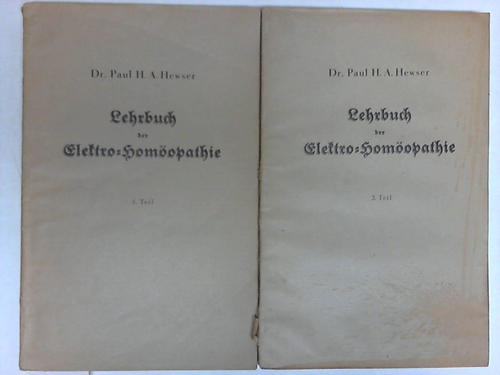 Dr. Paul H. A. Hewser
Lehrbuch
der
Elektro=Homöopathie
1. Teil
Dr. Paul H. A. Hewser
Lehrbuch
der
Elektro=Homöopathie
2. Teil